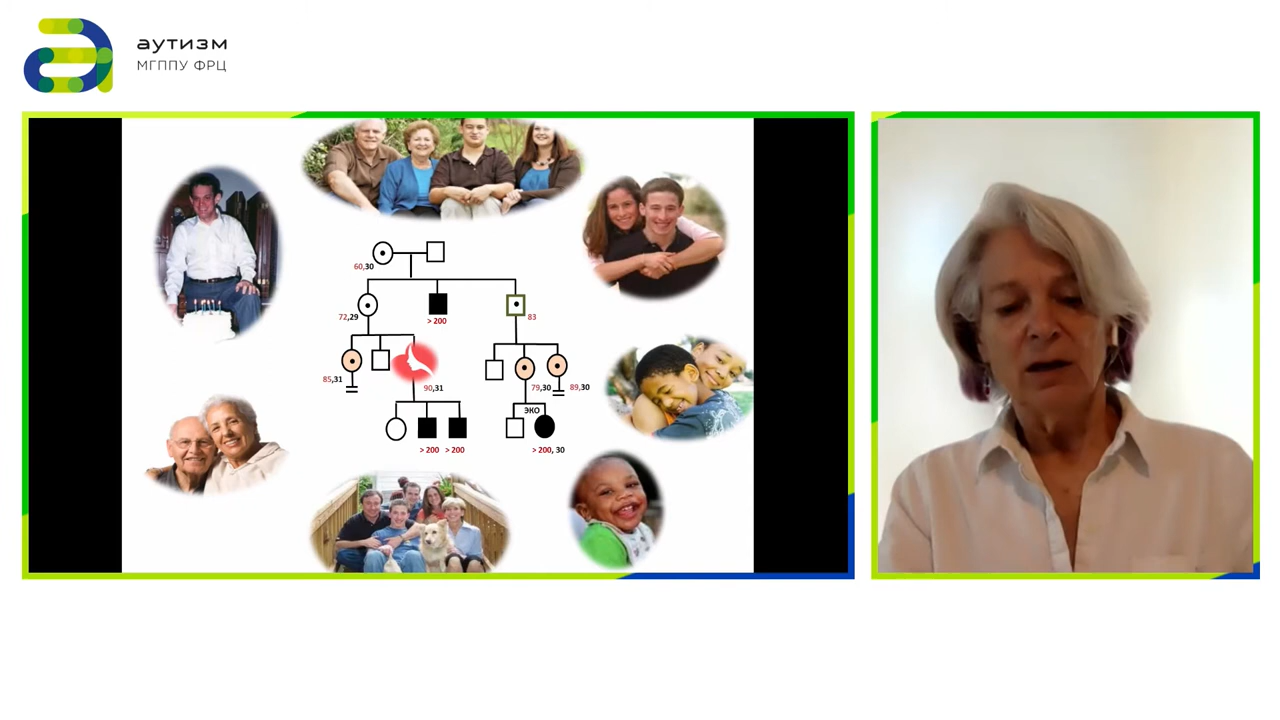 аутизм
МГППУ ФРЦ
60,30
72,29
> 200
83
85,31
90,31
79,30
89,30
ЭКО
> 200
> 200
> 200, 30